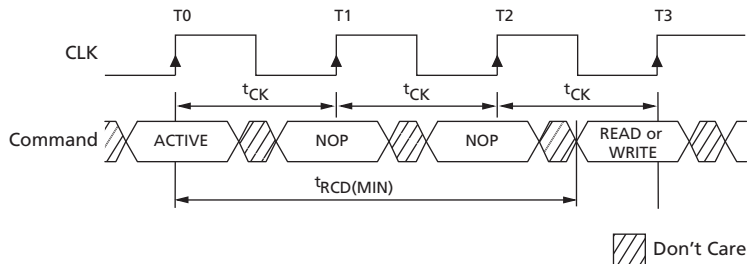 T0 T1 T2 T3
CLK
tCK tCK tCK
Command ACTIVE NOP NOP READ or
WRITE
tRCD(MIN)
Don't Care